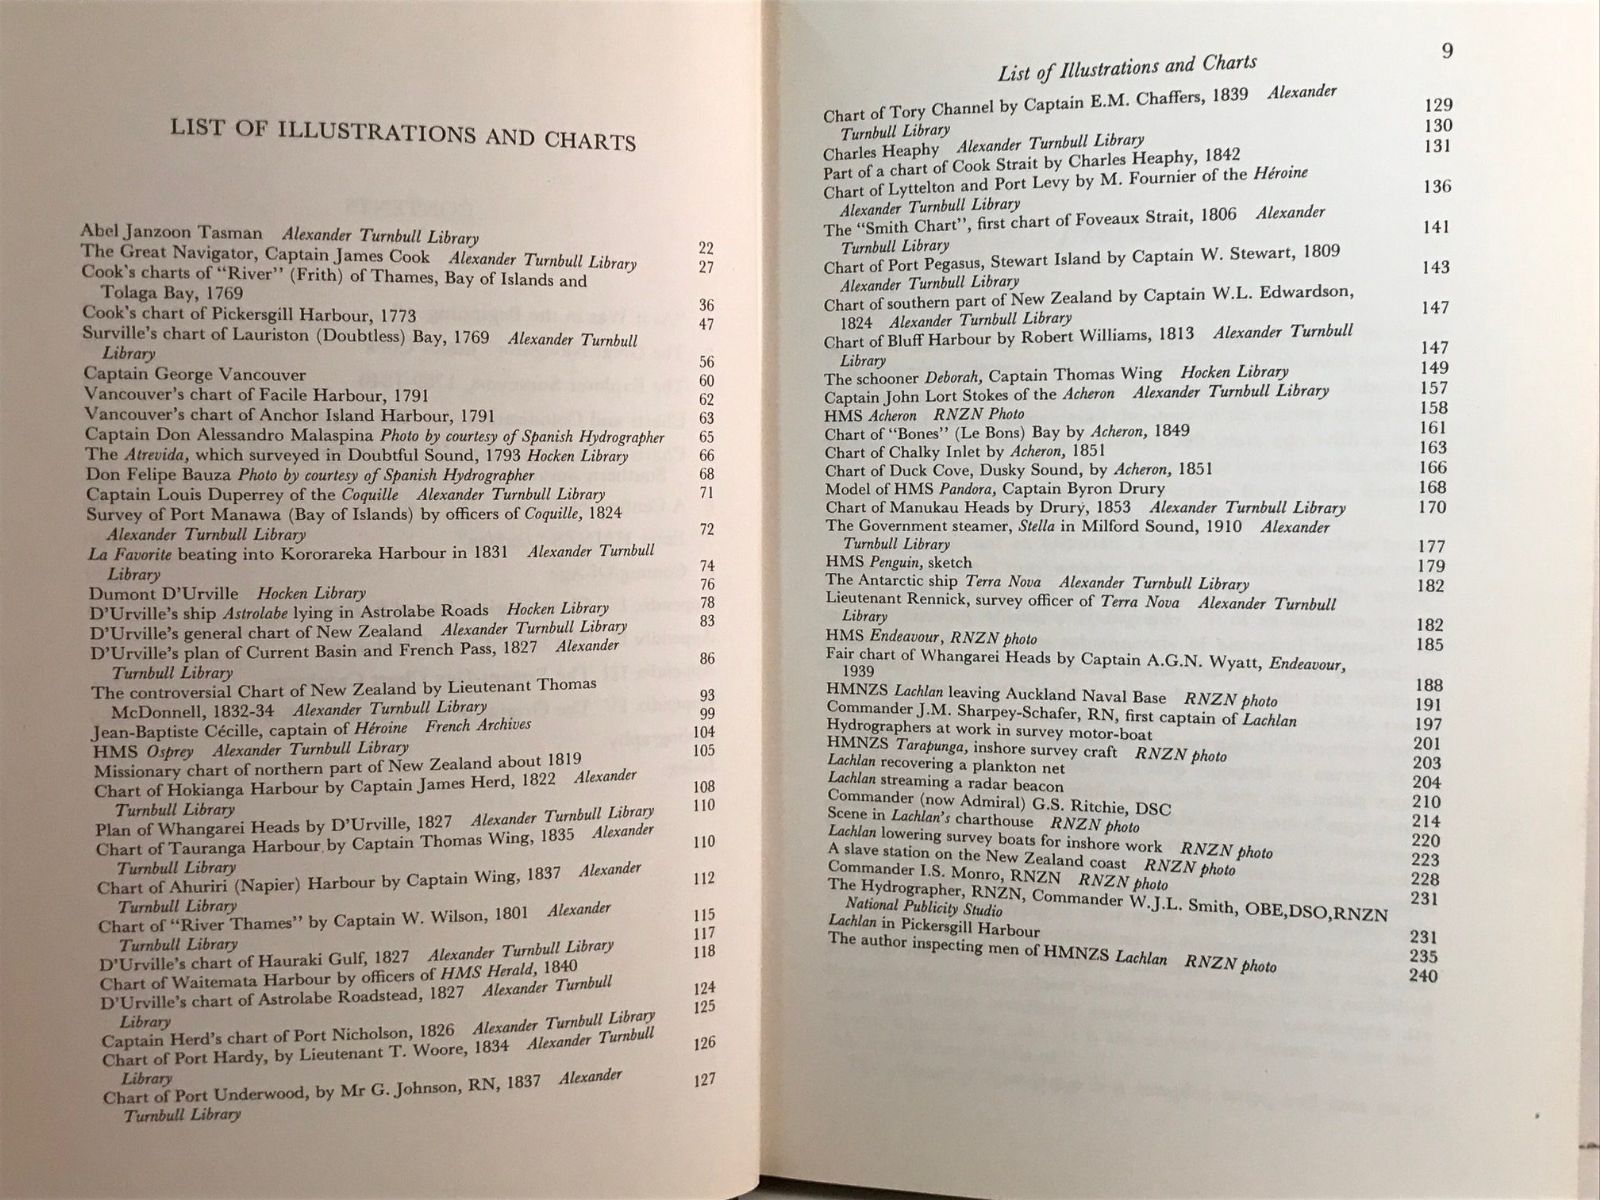 LIST OF ILLUSTRATIONS AND CHARTS
Abel Janzoon Tasman Alexander Turnbull Library 22
The Great Navigator, Captain James Cook Alexander Turnbull Library 27
Cook's charts of "River" (Frith) of Thames, Bay of Islands and
Tolaga Bay, 1769 36
Cook's chart of Pickersgill Harbour, 1773 47
Surville's chart of Lauriston (Doubtless) Bay, 1769 Alexander Turnbull
Library 56
Captain George Vancouver 60
Vancouver's chart of Facile Harbour, 1791 62
Vancouver's chart of Anchor Island Harbour, 1791 63
Captain Don Alessandro Malaspina Photo by courtesy of Spanish Hydrographer 65
The Atrevida, which surveyed in Doubtful Sound, 1793 Hocken Library 66
Don Felipe Bauza Photo by courtesy of Spanish Hydrographer 68
Captain Louis Duperrey of the Coquille Alexander Turnbull Library 71
Survey of Port Manawa (Bay of Islands) by officers of Coquille, 1824
Alexander Turnbull Library 72
La Favorite beating into Kororareka Harbour in 1831 Alexander Turnbull
Library 74
Dumont D'Urville Hocken Library 76
D'Urville's ship Astrolabe lying in Astrolabe Roads Hocken Library 78
D'Urville's general chart of New Zealand Alexander Turnbull Library 83
D'Urville's plan of Current Basin and French Pass, 1827 Alexander
Turnbull Library 86
The controversial Chart of New Zealand by Lieutenant Thomas
McDonnell, 1832-34 Alexander Turnbull Library 93
Jean-Baptiste Cécille, captain of Héroine French Archives 99
HMS Osprey Alexander Turnbull Library 104
Missionary chart of northern part of New Zealand about 1819 105
Chart of Hokianga Harbour by Captain James Herd, 1822 Alexander
Turnbull Library 108
Plan of Whangarei Heads by D'Urville, 1827 Alexander Turnbull Library 110
Chart of Tauranga Harbour by Captain Thomas Wing, 1835 Alexander
Turnbull Library 110
Chart of Ahuriri (Napier) Harbour by Captain Wing, 1837 Alexander
Turnbull Library 112
Chart of "River Thames" by Captain W. Wilson, 1801 Alexander
Turnbull Library 115
D'Urville's chart of Hauraki Gulf, 1827 Alexander Turnbull Library 117
Chart of Waitemata Harbour by officers of HMS Herald, 1840 118
D'Urville's chart of Astrolabe Roadstead, 1827 Alexander Turnbull
Library 124
Captain Herd's chart of Port Nicholson, 1826 Alexander Turnbull Library 125
Chart of Port Hardy, by Lieutenant T. Woore, 1834 Alexander Turnbull
Library 126
Chart of Port Underwood, by Mr G. Johnson, RN, 1837 Alexander
Turnbull Library 127
List of Illustrations and Charts 9
Chart of Tory Channel by Captain E.M. Chaffers, 1839 Alexander
Turnbull Library 129
Charles Heaphy Alexander Turnbull Library 130
Part of a chart of Cook Strait by Charles Heaphy, 1842 131
Chart of Lyttelton and Port Levy by M. Fournier of the Héroine
Alexander Turnbull Library 136
The "Smith Chart", first chart of Foveaux Strait, 1806 Alexander
Turnbull Library 141
Chart of Port Pegasus, Stewart Island by Captain W. Stewart, 1809
Alexander Turnbull Library 143
Chart of southern part of New Zealand by Captain W.L. Edwardson,
1824 Alexander Turnbull Library 147
Chart of Bluff Harbour by Robert Williams, 1813 Alexander Turnbull
Library 147
The schooner Deborah, Captain Thomas Wing Hocken Library 149
Captain John Lort Stokes of the Acheron Alexander Turnbull Library 157
HMS Acheron RNZN Photo 158
Chart of "Bones" (Le Bons) Bay by Acheron, 1849 161
Chart of Chalky Inlet by Acheron, 1851 163
Chart of Duck Cove, Dusky Sound, by Acheron, 1851 166
Model of HMS Pandora, Captain Byron Drury 168
Chart of Manukau Heads by Drury, 1853 Alexander Turnbull Library 170
The Government steamer, Stella in Milford Sound, 1910 Alexander
Turnbull Library 177
HMS Penguin, sketch 179
The Antarctic ship Terra Nova Alexander Turnbull Library 182
Lieutenant Rennick, survey officer of Terra Nova Alexander Turnbull
Library 182
HMS Endeavour, RNZN photo 185
Fair chart of Whangarei Heads by Captain A.G.N. Wyatt, Endeavour,
1939 188
HMNZS Lachlan leaving Auckland Naval Base RNZN photo 191
Commander J.M. Sharpey-Schafer, RN, first captain of Lachlan 197
Hydrographers at work in survey motor-boat 201
HMNZS Tarapunga, inshore survey craft RNZN photo 203
Lachlan recovering a plankton net 204
Lachlan streaming a radar beacon 210
Commander (now Admiral) G.S. Ritchie, DSC 214
Scene in Lachlan's charthouse RNZN photo 220
Lachlan lowering survey boats for inshore work RNZN photo 223
A slave station on the New Zealand coast RNZN photo 228
Commander I.S. Monro, RNZN RNZN photo 231
The Hydrographer, RNZN, Commander W.J.L. Smith, OBE,DSO,RNZN
National Publicity Studio 231
Lachlan in Pickersgill Harbour 235
The author inspecting men of HMNZS Lachlan RNZN photo 240